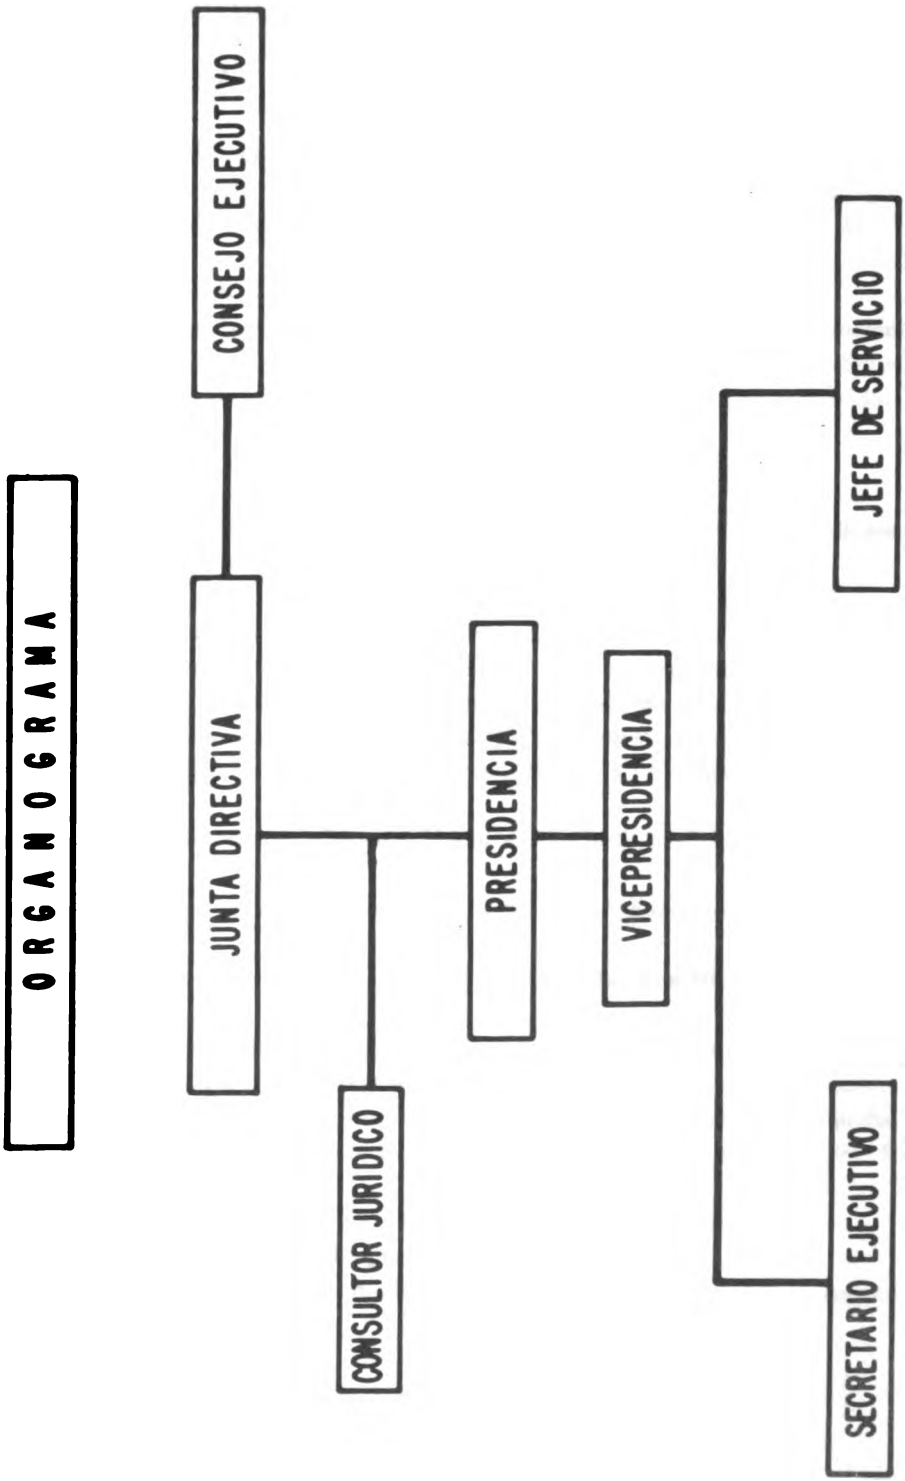 ORGANOGRAMA
JUNTA DIRECTIVA
CONSEJO EJECUTIVO
CONSULTOR JURIDICO
PRESIDENCIA
VICEPRESIDENCIA
SECRETARIO EJECUTIVO
JEFE DE SERVICIO